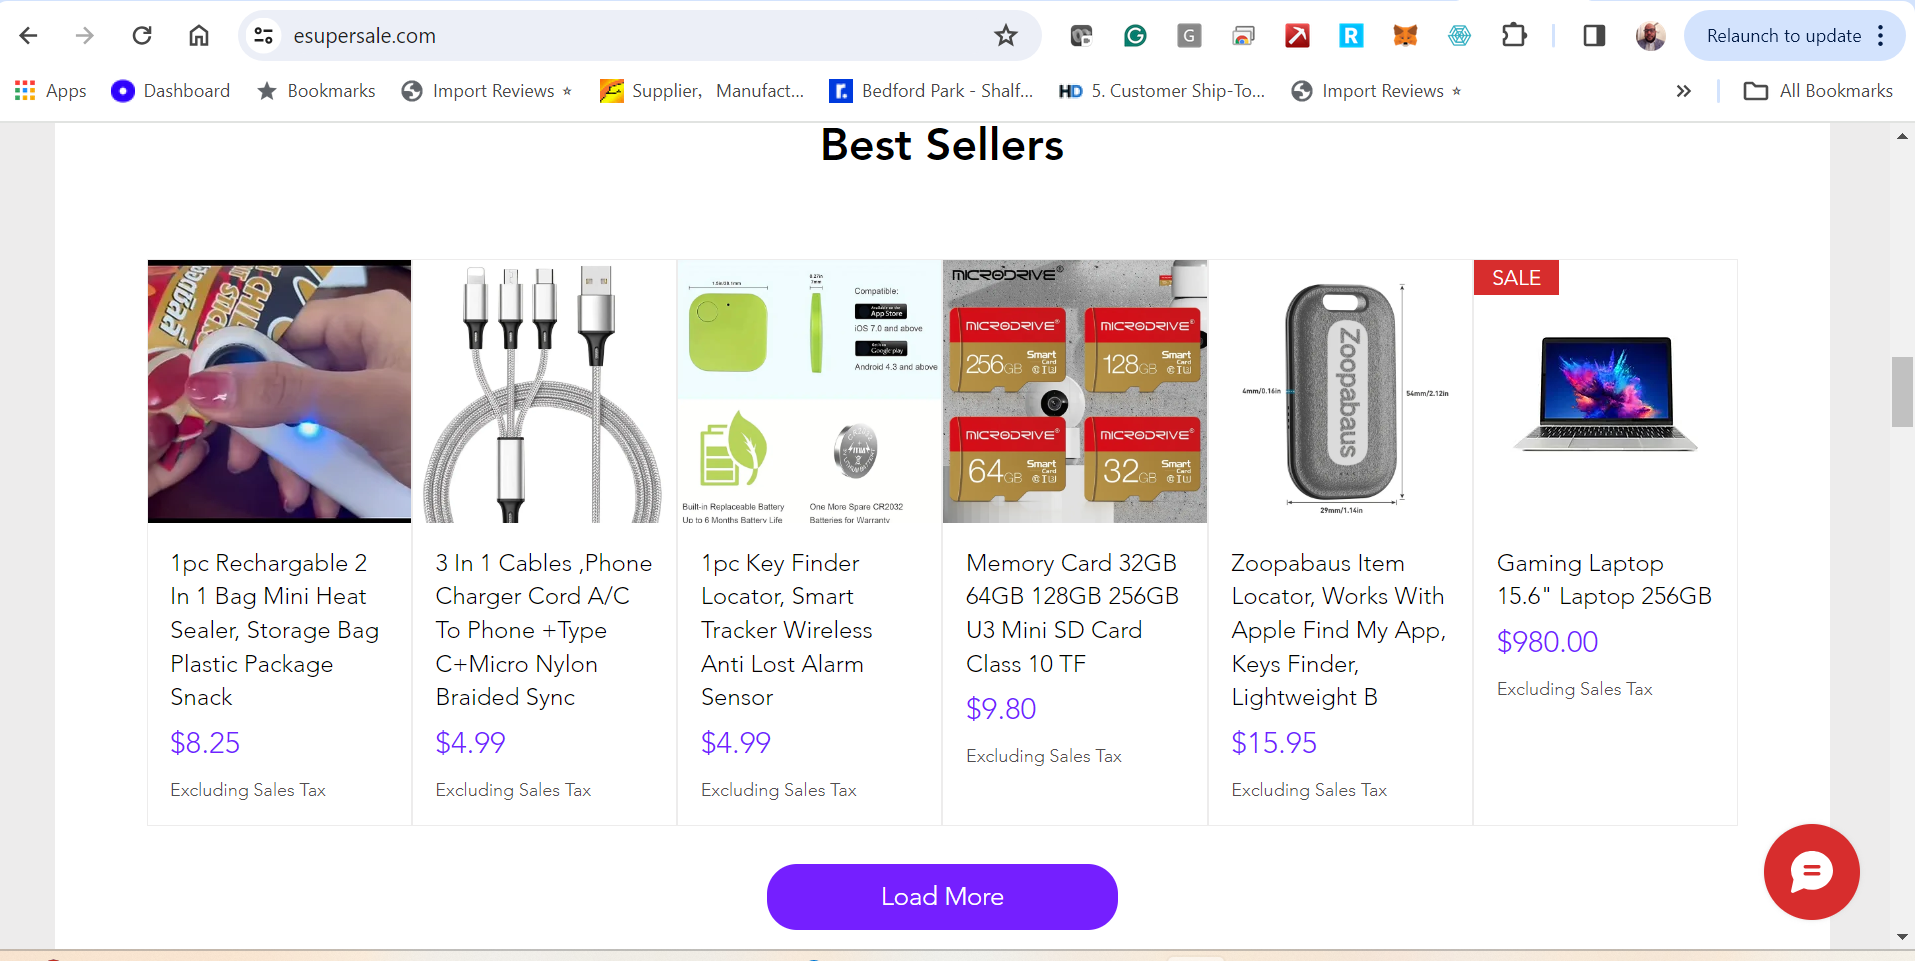 esupersale.com
Relaunch to update
Apps
Dashboard
Bookmarks
Import Reviews
Supplier, Manufact...
Bedford Park - Shalf...
HD
5. Customer Ship-To...
Import Reviews
All Bookmarks
Best Sellers
1pc Rechargable 2
In 1 Bag Mini Heat
Sealer, Storage Bag
Plastic Package
Snack
$8.25
Excluding Sales Tax
3 In 1 Cables ,Phone
Charger Cord A/C
To Phone +Type
C+Micro Nylon
Braided Sync
$4.99
Excluding Sales Tax
Compatible:
App Store
iOS 7.0 and above
Google play
Android 4.3 and above
Built-in Replaceable Battery
Up to 6 Months Battery Life
One More Spare CR2032
Batteries for Warranty
1pc Key Finder
Locator, Smart
Tracker Wireless
Anti Lost Alarm
Sensor
$4.99
Excluding Sales Tax
MICRODRIVE®
MICRODRIVE®
256GB
Smart
Card
MICRODRIVE®
128GB
Smart
Card
MICRODRIVE®
64GB
Smart
Card
MICRODRIVE®
32GB
Smart
Card
Memory Card 32GB
64GB 128GB 256GB
U3 Mini SD Card
Class 10 TF
$9.80
Excluding Sales Tax
Zoopabaus
4mm/0.16in
54mm/2.12in
29mm/1.14in
Zoopabaus Item
Locator, Works With
Apple Find My App,
Keys Finder,
Lightweight B
$15.95
Excluding Sales Tax
SALE
Gaming Laptop
15.6" Laptop 256GB
$980.00
Excluding Sales Tax
Load More